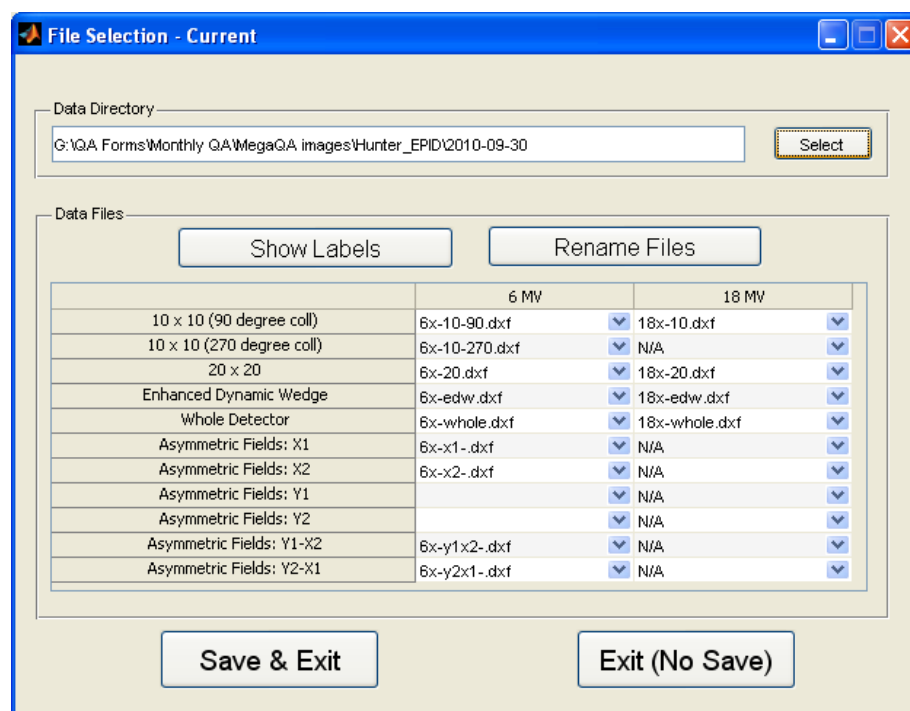 File Selection - Current
Data Directory
G:\QA Forms\Monthly QA\MegaQA images\Hunter_EPID\2010-09-30 Select
Data Files
Show Labels Rename Files
6 MV 18 MV
10 x 10 (90 degree coll) 6x-10-90.dxf 18x-10.dxf
10 x 10 (270 degree coll) 6x-10-270.dxf N/A
20 x 20 6x-20.dxf 18x-20.dxf
Enhanced Dynamic Wedge 6x-edw.dxf 18x-edw.dxf
Whole Detector 6x-whole.dxf 18x-whole.dxf
Asymmetric Fields: X1 6x-x1-.dxf N/A
Asymmetric Fields: X2 6x-x2-.dxf N/A
Asymmetric Fields: Y1 N/A
Asymmetric Fields: Y2 N/A
Asymmetric Fields: Y1-X2 6x-y1x2-.dxf N/A
Asymmetric Fields: Y2-X1 6x-y2x1-.dxf N/A
Save & Exit Exit (No Save)